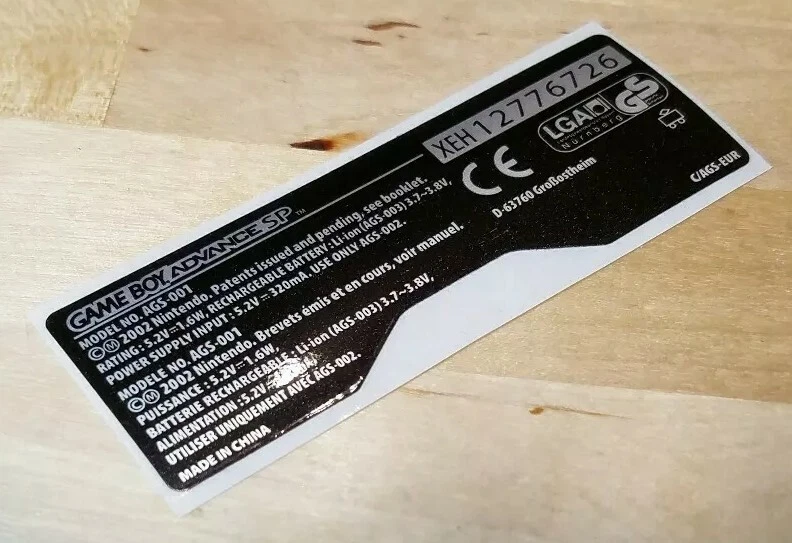 GAME BOY ADVANCE SP ™
MODEL NO. AGS-001
©Ⓜ 2002 Nintendo. Patents issued and pending, see booklet.
RATING : 5.2V⎓1.6W, RECHARGEABLE BATTERY : Li-ion (AGS-003) 3.7~3.8V,
POWER SUPPLY INPUT : 5.2V⎓320mA. USE ONLY AGS-002.
MODELE NO. AGS-001
©Ⓜ 2002 Nintendo. Brevets émis et en cours, voir manuel.
PUISSANCE : 5.2V⎓1.6W,
BATTERIE RECHARGEABLE : Li-ion (AGS-003) 3.7~3.8V,
ALIMENTATION : 5.2V⎓ AGS-002.
UTILISER UNIQUEMENT AVEC
MADE IN CHINA
XEH12776726
CE
LGA
Nürnberg
GS
D-63760 Großostheim
C/AGS-EUR